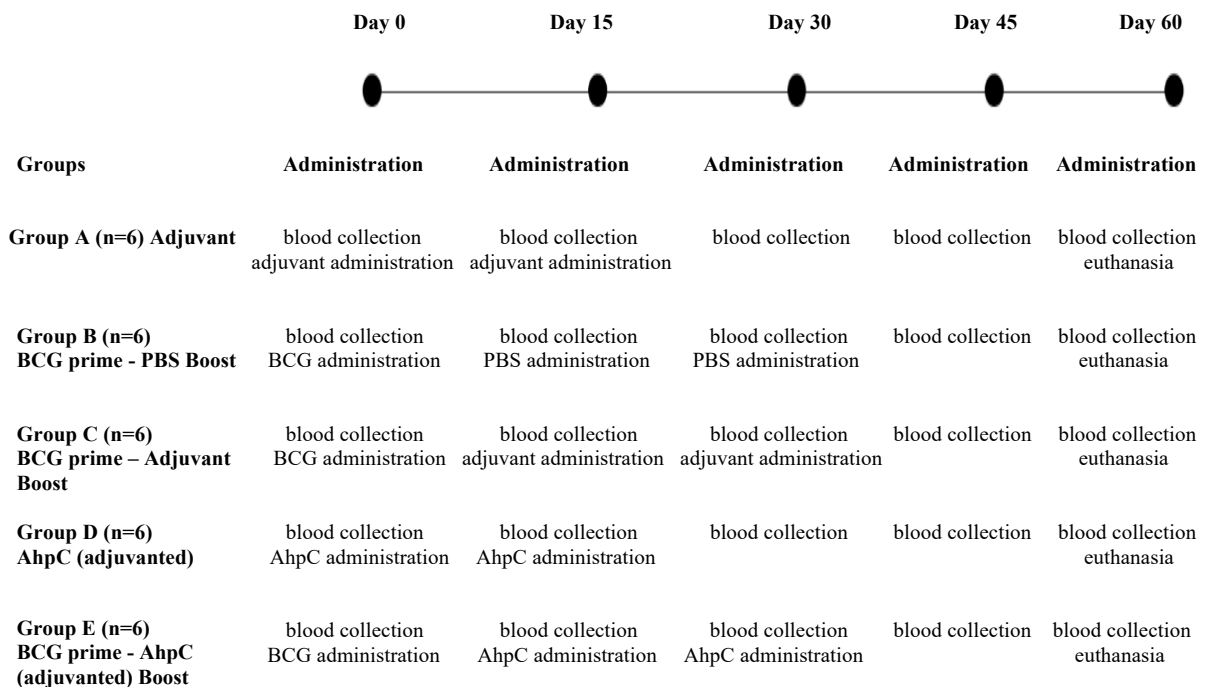 Day 0 Day 15 Day 30 Day 45 Day 60
Groups Administration Administration Administration Administration Administration
Group A (n=6) Adjuvant blood collection blood collection blood collection blood collection blood collection
adjuvant administration adjuvant administration euthanasia
Group B (n=6) blood collection blood collection blood collection blood collection blood collection
BCG prime - PBS Boost BCG administration PBS administration PBS administration euthanasia
Group C (n=6) blood collection blood collection blood collection blood collection blood collection
BCG prime – Adjuvant BCG administration adjuvant administration adjuvant administration euthanasia
Boost
Group D (n=6) blood collection blood collection blood collection blood collection blood collection
AhpC (adjuvanted) AhpC administration AhpC administration euthanasia
Group E (n=6) blood collection blood collection blood collection blood collection blood collection
BCG prime - AhpC BCG administration AhpC administration AhpC administration euthanasia
(adjuvanted) Boost